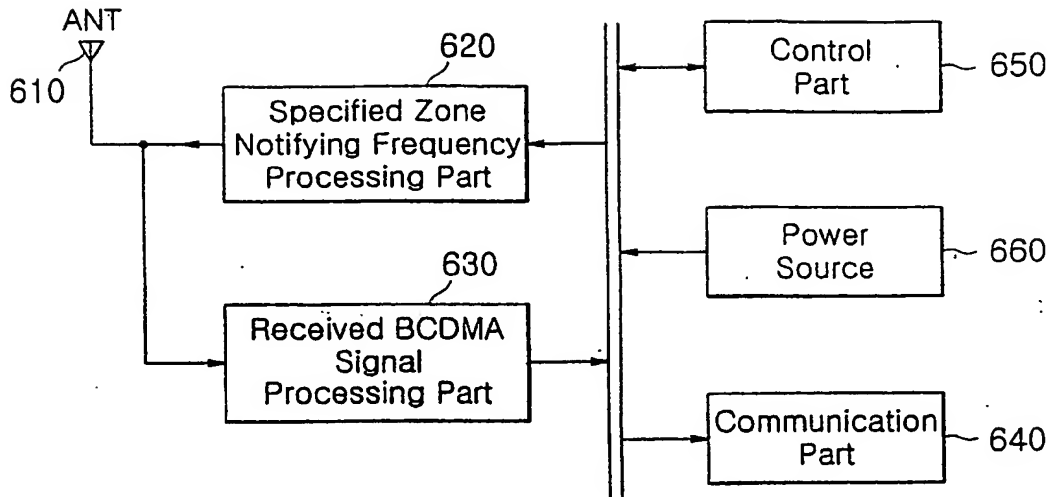 ANT
610
620
Specified Zone
Notifying Frequency
Processing Part
630
Received BCDMA
Signal
Processing Part
Control
Part
650
Power
Source
660
Communication
Part
640